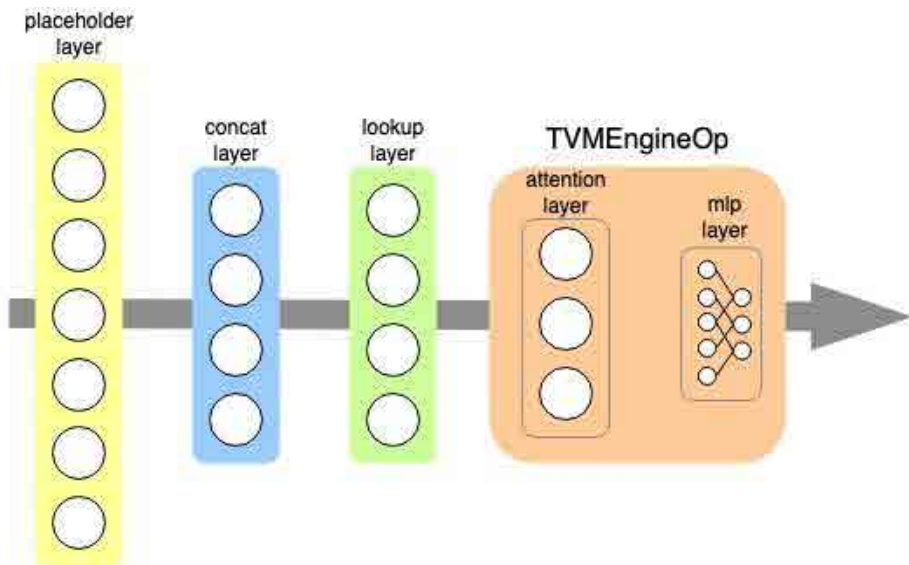 placeholder
layer
concat
layer
lookup
layer
TVMEngineOp
attention
layer
mlp
layer